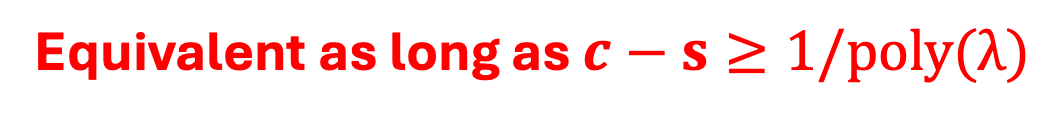 Equivalent as long as c − s ≥ 1/poly(λ)